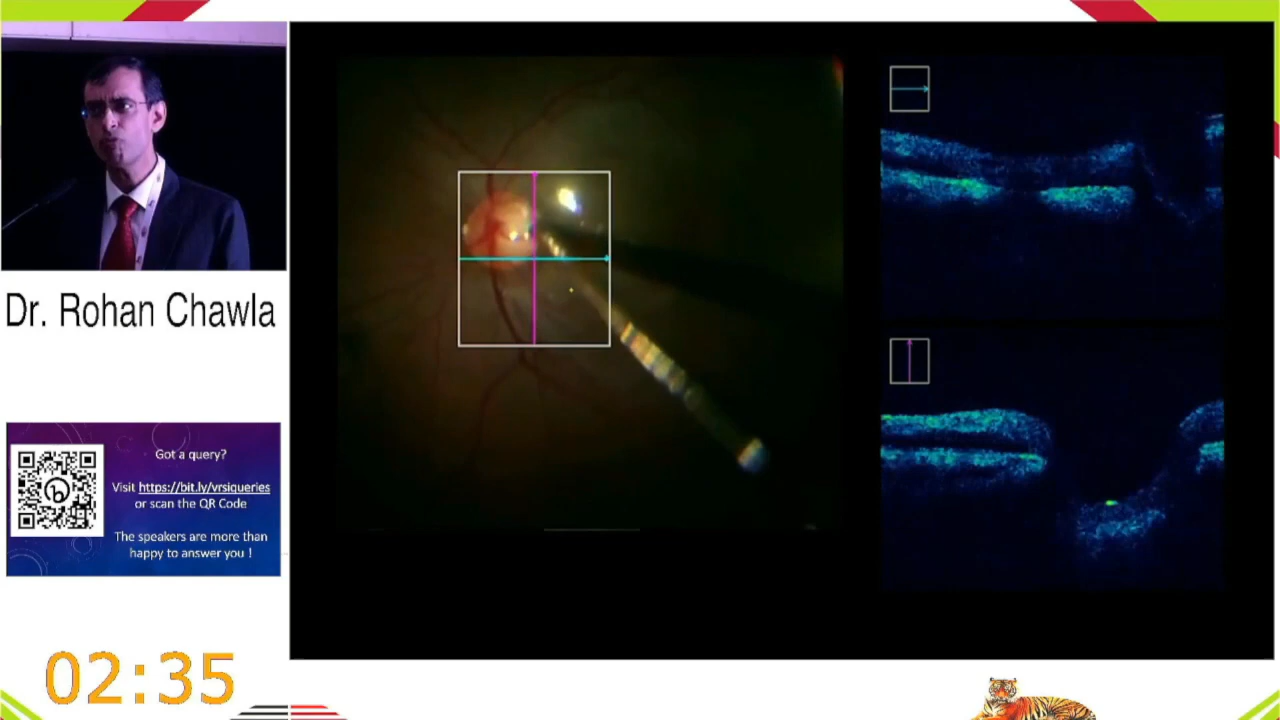 Dr. Rohan Chawla
Got a query?
Visit https://bit.ly/vrsiqueries
or scan the QR Code
The speakers are more than
happy to answer you !
02:35